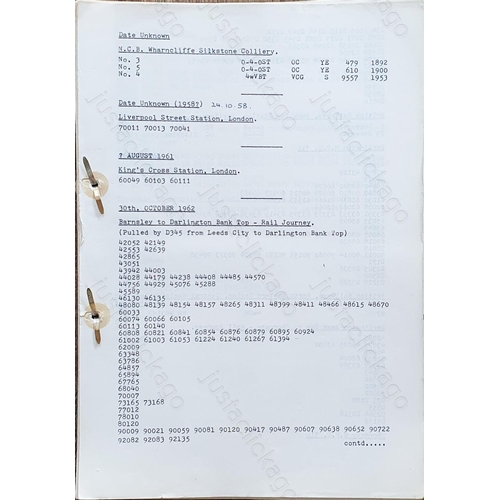 Date Unknown
N.C.B. Wharncliffe Silkstone Colliery.
No. 3 0-4-0ST OC YE 479 1892
No. 5 0-4-0ST OC YE 610 1900
No. 4 4wVBT VCG S 9557 1953
Date Unknown (1958? 24.10.58.
Liverpool Street Station, London.
70011 70013 70041
? AUGUST 1961
King's Cross Station, London.
60049 60103 60111
30th. OCTOBER 1962
Barnsley to Darlington Bank Top - Rail Journey.
(Pulled by D345 from Leeds City to Darlington Bank Top)
42052 42149
42553 42639
42865
43051
43942 44003
44028 44179 44238 44408 44485 44570
44756 44929 45076 45288
45589
46130 46135
48080 48139 48154 48157 48265 48311 48399 48411 48466 48615 48670
60033
60074 60066 60105
60113 60140
60808 60821 60841 60854 60876 60879 60895 60924
61002 61003 61053 61224 61240 61267 61394
62009
63348
63786
64857
65894
67765
68040
70007
73165 73168
77012
78010
80120
90009 90021 90059 90081 90120 90417 90487 90607 90638 90652 90722
92082 92083 92135
contd.....
justaclickago